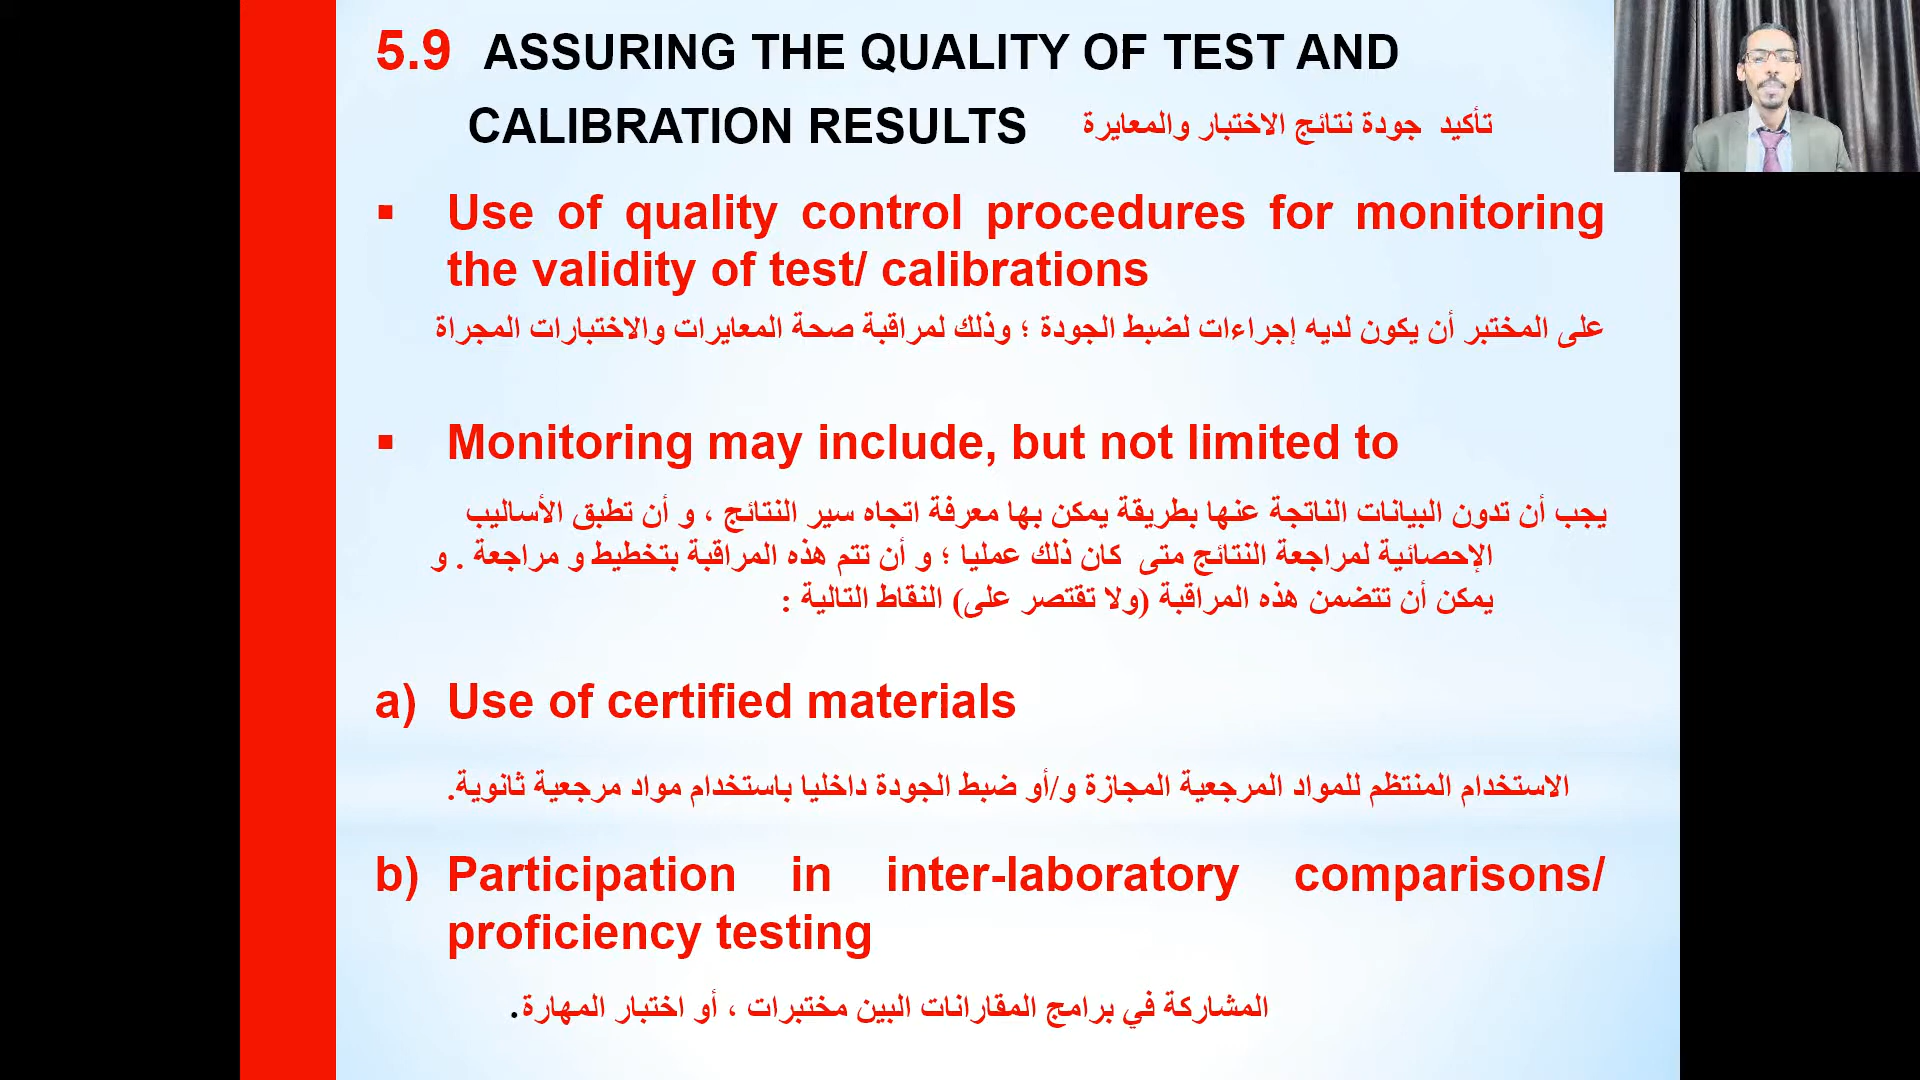 5.9 ASSURING THE QUALITY OF TEST AND
CALIBRATION RESULTS تأكيد جودة نتائج الاختبار والمعايرة
▪ Use of quality control procedures for monitoring
the validity of test/ calibrations
على المختبر أن يكون لديه إجراءات لضبط الجودة ؛ وذلك لمراقبة صحة المعايرات والاختبارات المجراة
▪ Monitoring may include, but not limited to
يجب أن تدون البيانات الناتجة عنها بطريقة يمكن بها معرفة اتجاه سير النتائج ، و أن تطبق الأساليب
الإحصائية لمراجعة النتائج متى كان ذلك عمليا ؛ و أن تتم هذه المراقبة بتخطيط و مراجعة . و
يمكن أن تتضمن هذه المراقبة (ولا تقتصر على) النقاط التالية :
a) Use of certified materials
الاستخدام المنتظم للمواد المرجعية المجازة و/أو ضبط الجودة داخليا باستخدام مواد مرجعية ثانوية.
b) Participation in inter-laboratory comparisons/
proficiency testing
المشاركة في برامج المقارنات البين مختبرات ، أو اختبار المهارة.